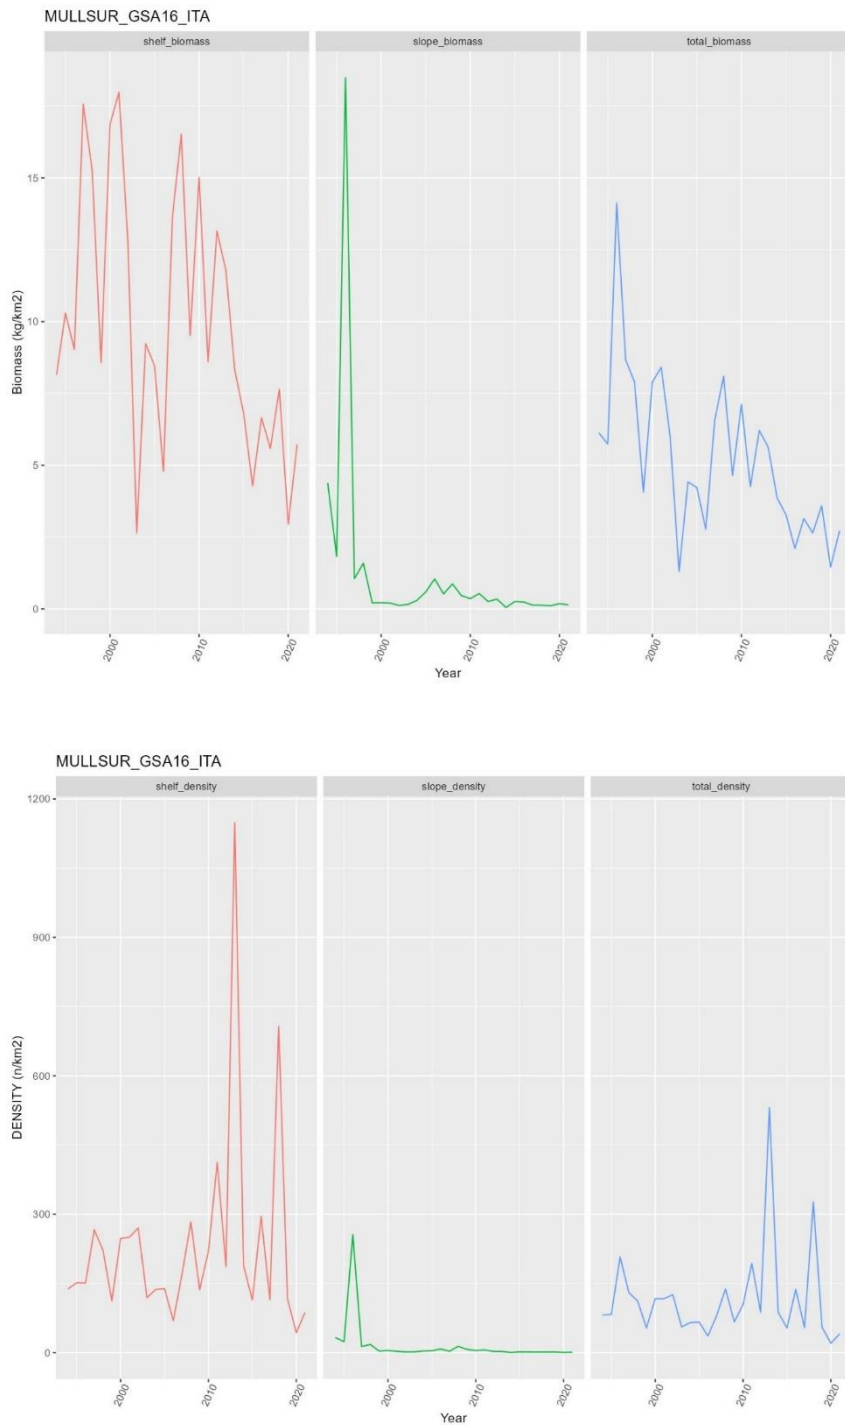 MULLSUR_GSA16_ITA
shelf_biomass slope_biomass total_biomass
15
10
5
0
Biomass (kg/km2)
2000 2010 2020 2000 2010 2020 2000 2010 2020
Year
MULLSUR_GSA16_ITA
shelf_density slope_density total_density
1200
900
600
300
0
DENSITY (n/km2)
2000 2010 2020 2000 2010 2020 2000 2010 2020
Year